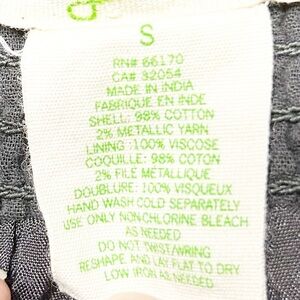 S
RN# 66170
CA# 32054
MADE IN INDIA
FABRIQUE EN INDE
SHELL: 98% COTTON
2% METALLIC YARN
LINING: 100% VISCOSE
COQUILLE: 98% COTON
2% FILE METALLIQUE
DOUBLURE: 100% VISQUEUX
HAND WASH COLD SEPARATELY
USE ONLY NON-CHLORINE BLEACH
AS NEEDED
DO NOT TWIST/WRING
RESHAPE AND LAY FLAT TO DRY
LOW IRON AS NEEDED